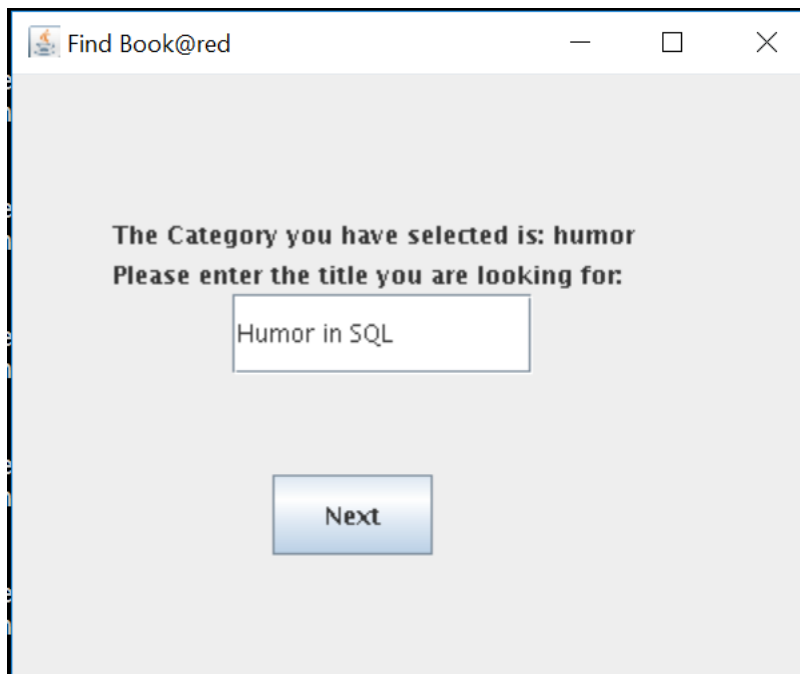 Find Book@red
The Category you have selected is: humor
Please enter the title you are looking for:
Humor in SQL
Next